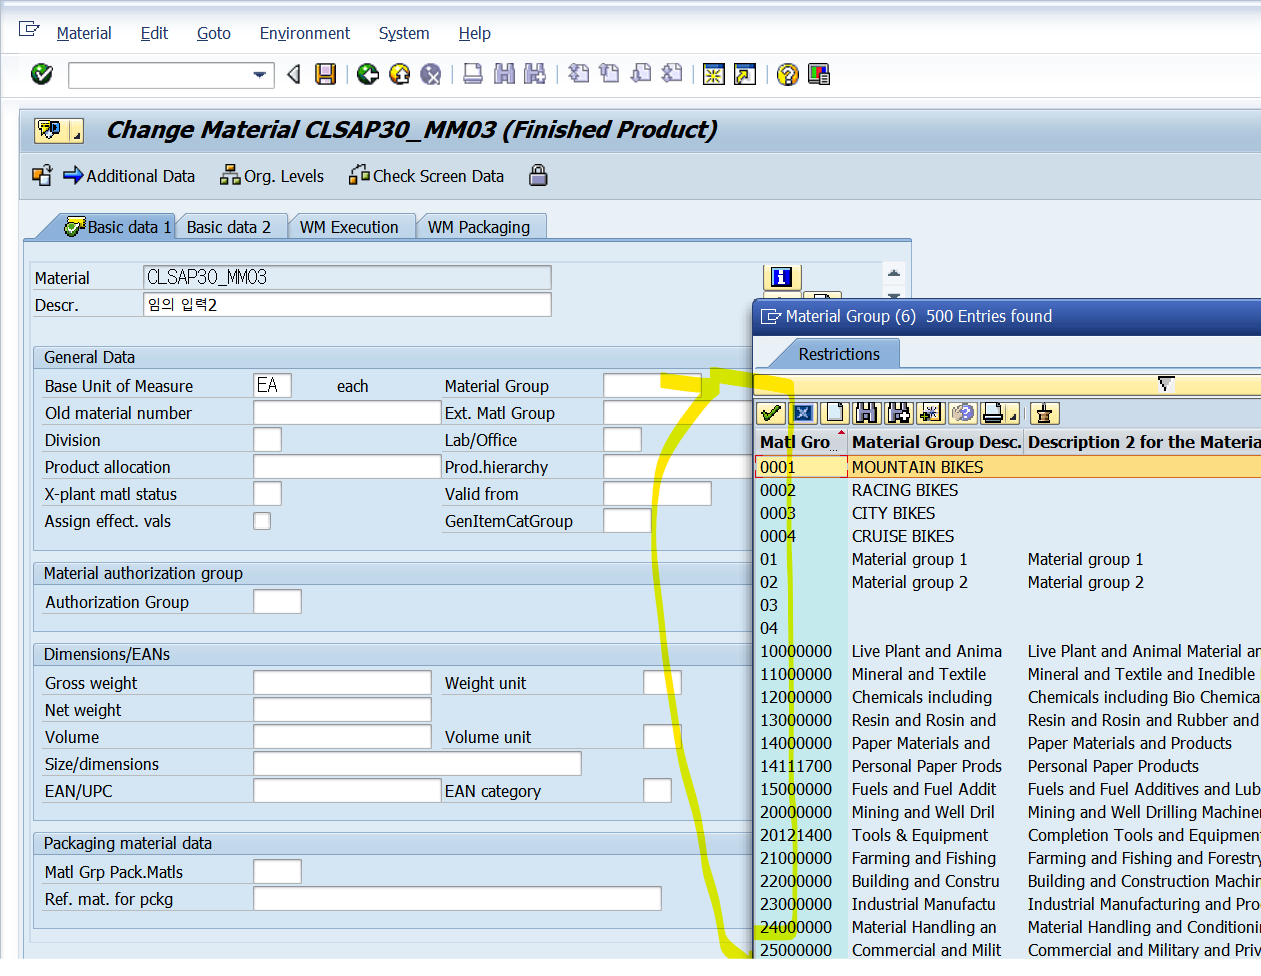 Material Edit Goto Environment System Help
Change Material CLSAP30_MM03 (Finished Product)
Additional Data Org. Levels Check Screen Data
Basic data 1 Basic data 2 WM Execution WM Packaging
Material CLSAP30_MM03
Descr. 임의 입력2
General Data
Base Unit of Measure EA each Material Group
Old material number Ext. Matl Group
Division Lab/Office
Product allocation Prod.hierarchy
X-plant matl status Valid from
Assign effect. vals GenItemCatGroup
Material authorization group
Authorization Group
Dimensions/EANs
Gross weight Weight unit
Net weight
Volume Volume unit
Size/dimensions
EAN/UPC EAN category
Packaging material data
Matl Grp Pack.Matls
Ref. mat. for pckg
Material Group (6) 500 Entries found
Restrictions
Matl Gro... Material Group Desc. Description 2 for the Materia
0001 MOUNTAIN BIKES
0002 RACING BIKES
0003 CITY BIKES
0004 CRUISE BIKES
01 Material group 1 Material group 1
02 Material group 2 Material group 2
03
04
10000000 Live Plant and Anima Live Plant and Animal Material an
11000000 Mineral and Textile Mineral and Textile and Inedible
12000000 Chemicals including Chemicals including Bio Chemica
13000000 Resin and Rosin and Resin and Rosin and Rubber and
14000000 Paper Materials and Paper Materials and Products
14111700 Personal Paper Prods Personal Paper Products
15000000 Fuels and Fuel Addit Fuels and Fuel Additives and Lub
20000000 Mining and Well Dril Mining and Well Drilling Machiner
20121400 Tools & Equipment Completion Tools and Equipment
21000000 Farming and Fishing Farming and Fishing and Forestry
22000000 Building and Constru Building and Construction Machin
23000000 Industrial Manufactu Industrial Manufacturing and Pro
24000000 Material Handling an Material Handling and Conditioni
25000000 Commercial and Milit Commercial and Military and Priv